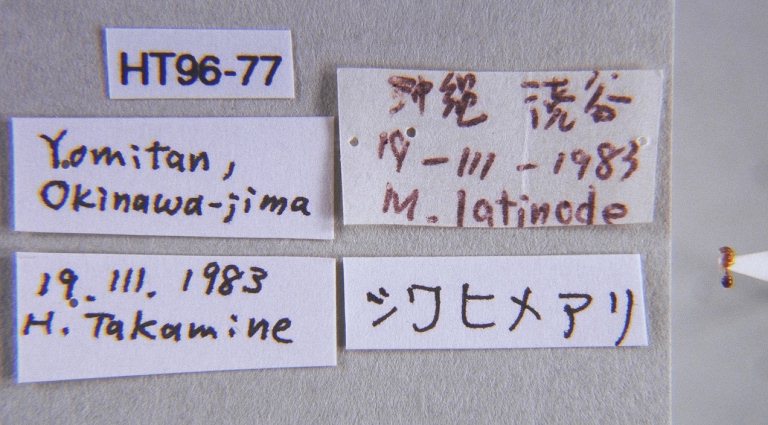 HT96-77
Yomitan,
Okinawa-jima
19. III. 1983
H. Takamine
沖縄 読谷
19-III-1983
M. latinode
シワヒメアリ